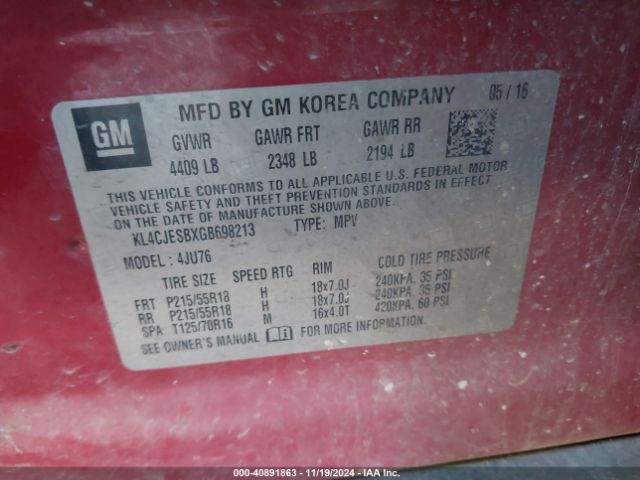 GM
MFD BY GM KOREA COMPANY
05 / 16
GVWR GAWR FRT GAWR RR
4409 LB 2348 LB 2194 LB
THIS VEHICLE CONFORMS TO ALL APPLICABLE U.S. FEDERAL MOTOR
VEHICLE SAFETY AND THEFT PREVENTION STANDARDS IN EFFECT
ON THE DATE OF MANUFACTURE SHOWN ABOVE.
KL4CJESBXGB698213 TYPE: MPV
MODEL: 4JU76
TIRE SIZE SPEED RTG RIM COLD TIRE PRESSURE
FRT P215/55R18 H 18x7.0J 240KPA, 35 PSI
RR P215/55R18 H 18x7.0J 240KPA, 35 PSI
SPA T125/70R16 M 16x4.0T 420KPA, 60 PSI
SEE OWNER'S MANUAL FOR MORE INFORMATION.
000-40891863 - 11/19/2024 - IAA Inc.